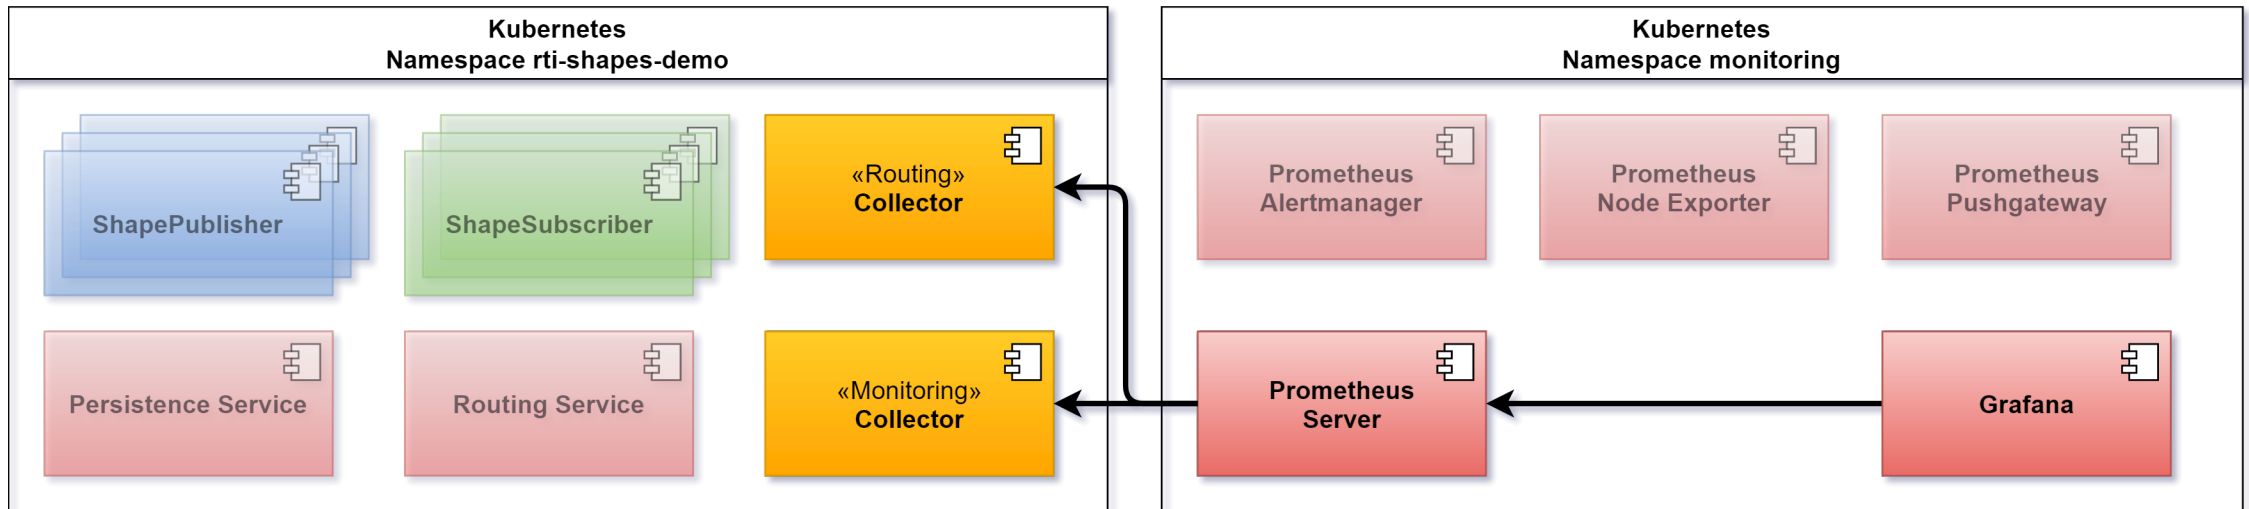 Kubernetes
Namespace rti-shapes-demo
Kubernetes
Namespace monitoring
ShapePublisher
ShapeSubscriber
«Routing»
Collector
Prometheus
Alertmanager
Prometheus
Node Exporter
Prometheus
Pushgateway
Persistence Service
Routing Service
«Monitoring»
Collector
Prometheus
Server
Grafana